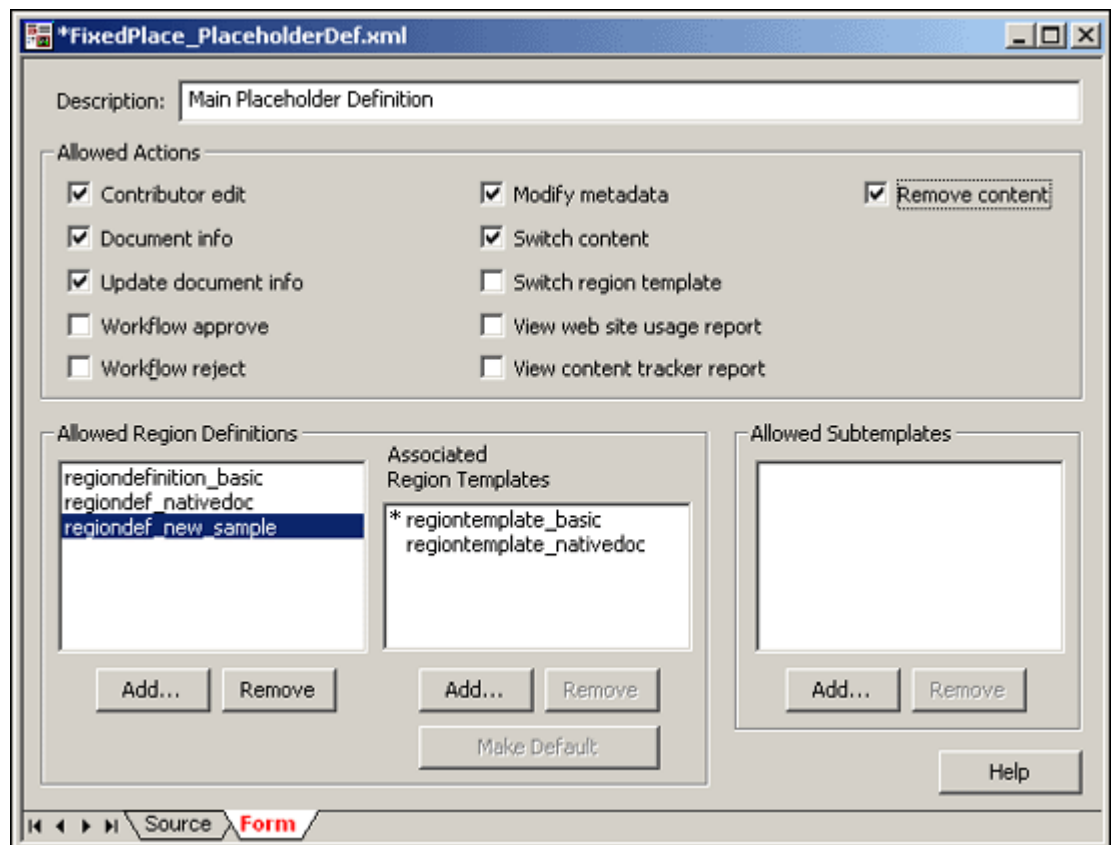 *FixedPlace_PlaceholderDef.xml
Description: Main Placeholder Definition
Allowed Actions
Contributor edit Modify metadata Remove content
Document info Switch content
Update document info Switch region template
Workflow approve View web site usage report
Workflow reject View content tracker report
Allowed Region Definitions
regiondefinition_basic
regiondef_nativedoc
regiondef_new_sample
Add... Remove
Associated
Region Templates
* regiontemplate_basic
regiontemplate_nativedoc
Add... Remove
Make Default
Allowed Subtemplates
Add... Remove
Help
Source Form